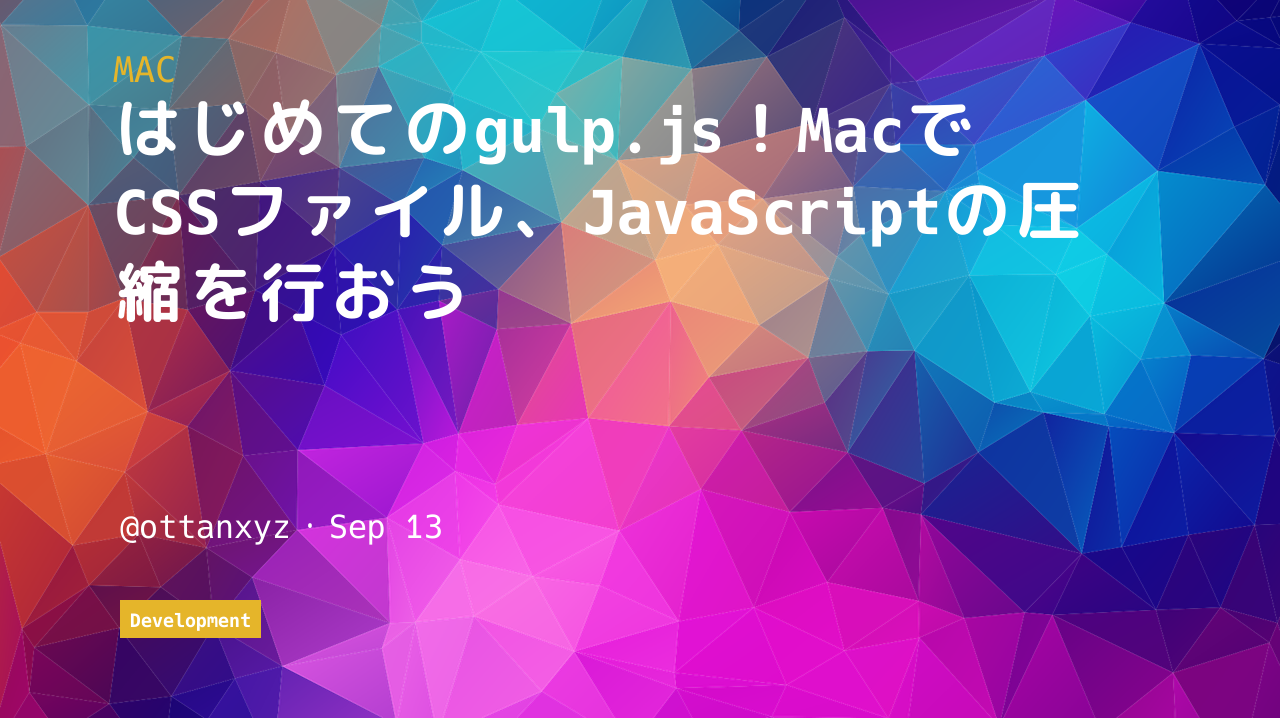 MAC
はじめてのgulp.js！Macで
CSSファイル、JavaScriptの圧
縮を行おう
@ottanxyz・Sep 13
Development